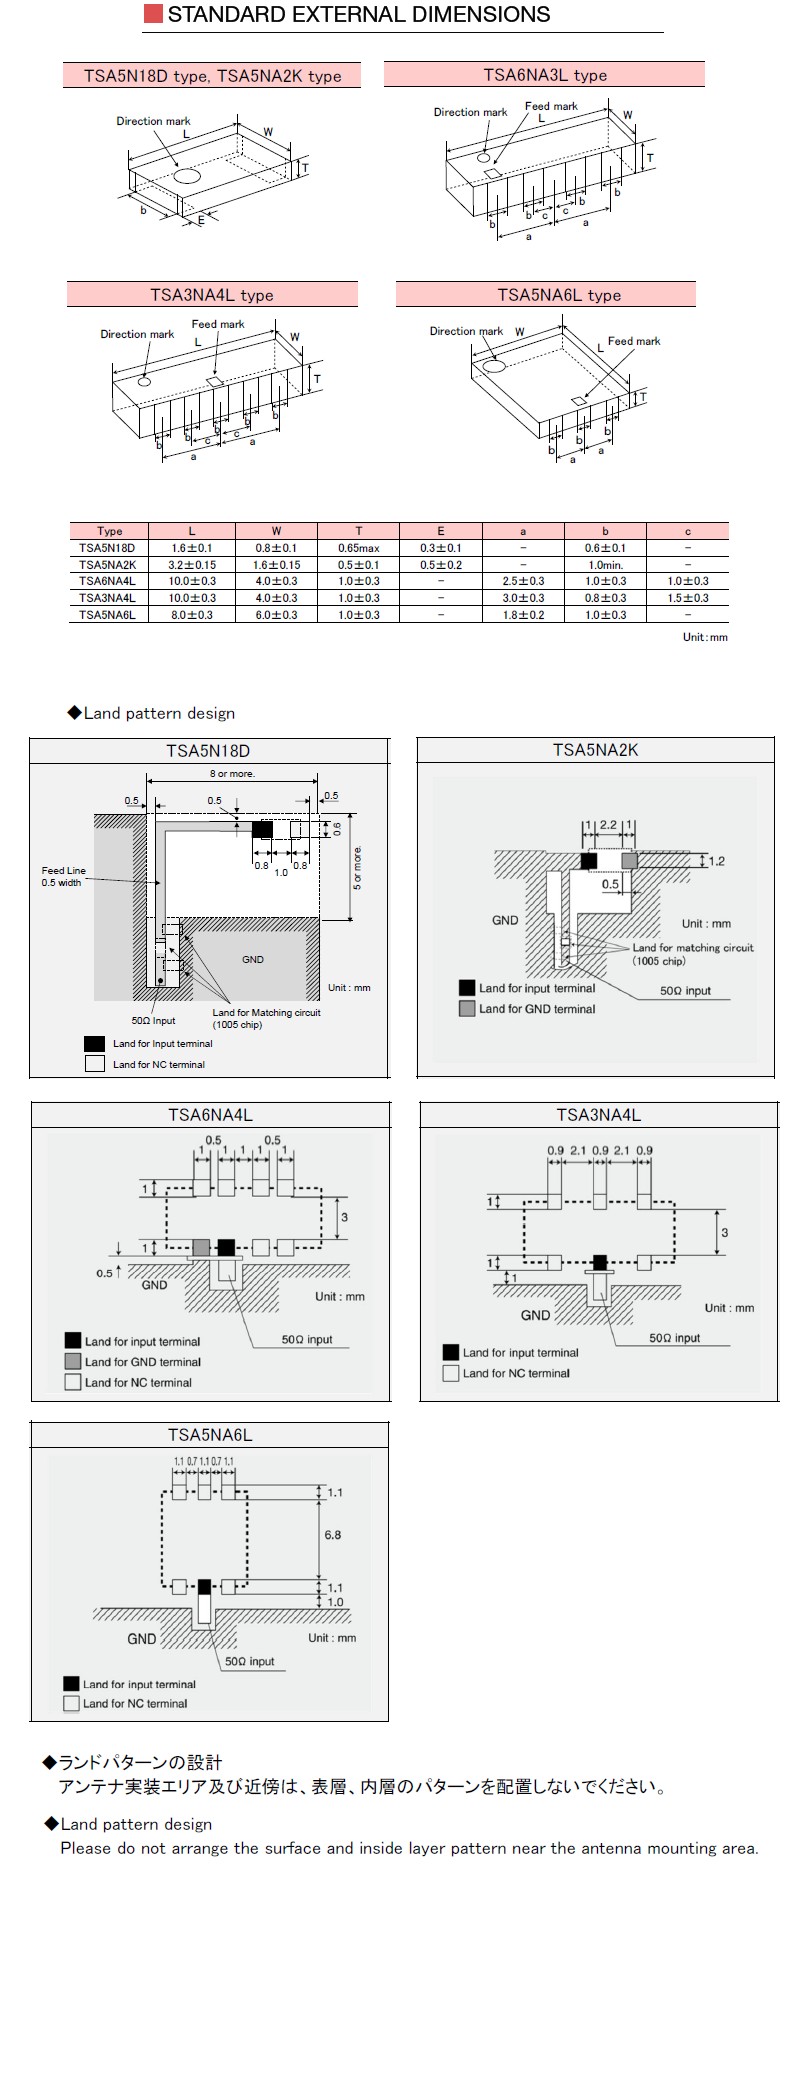 STANDARD EXTERNAL DIMENSIONS
TSA5N18D type, TSA5NA2K type
Direction mark
L
W
T
b
E
TSA6NA3L type
Direction mark
Feed mark
L
W
T
b
b
c
c
b
b
a
a
TSA3NA4L type
Direction mark
Feed mark
L
W
T
b
b
b
b
b
c
c
a
a
TSA5NA6L type
Direction mark
W
L
Feed mark
T
b
b
b
a
a
Type L W T E a b c
TSA5N18D 1.6±0.1 0.8±0.1 0.65max 0.3±0.1 - 0.6±0.1 -
TSA5NA2K 3.2±0.15 1.6±0.15 0.5±0.1 0.5±0.2 - 1.0min. -
TSA6NA4L 10.0±0.3 4.0±0.3 1.0±0.3 - 2.5±0.3 1.0±0.3 1.0±0.3
TSA3NA4L 10.0±0.3 4.0±0.3 1.0±0.3 - 3.0±0.3 0.8±0.3 1.5±0.3
TSA5NA6L 8.0±0.3 6.0±0.3 1.0±0.3 - 1.8±0.2 1.0±0.3 -
Unit:mm
◆Land pattern design
TSA5N18D
8 or more.
0.5
0.5
0.5
0.6
0.8
1.0
0.8
5 or more.
Feed Line
0.5 width
GND
Unit : mm
50Ω Input
Land for Matching circuit
(1005 chip)
Land for Input terminal
Land for NC terminal
TSA5NA2K
1 2.2 1
1.2
0.5
GND
Unit : mm
Land for matching circuit
(1005 chip)
Land for input terminal
50Ω input
Land for GND terminal
TSA6NA4L
0.5 0.5
1 1 1 1 1
1
3
1
0.5
GND
Unit : mm
50Ω input
Land for input terminal
Land for GND terminal
Land for NC terminal
TSA3NA4L
0.9 2.1 0.9 2.1 0.9
1
3
1
1
GND
Unit : mm
50Ω input
Land for input terminal
Land for NC terminal
TSA5NA6L
1.1 0.7 1.1 0.7 1.1
1.1
6.8
1.1
1.0
GND
Unit : mm
50Ω input
Land for input terminal
Land for NC terminal
◆ランドパターンの設計
アンテナ実装エリア及び近傍は、表層、内層のパターンを配置しないでください。
◆Land pattern design
Please do not arrange the surface and inside layer pattern near the antenna mounting area.